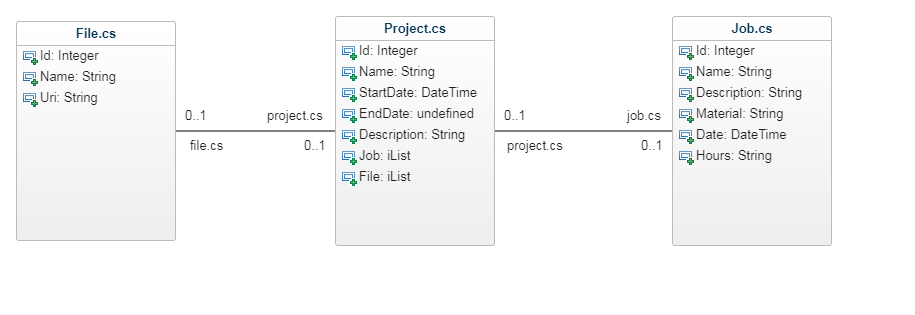 File.cs
Id: Integer
Name: String
Uri: String
0..1
project.cs
file.cs
0..1
Project.cs
Id: Integer
Name: String
StartDate: DateTime
EndDate: undefined
Description: String
Job: iList
File: iList
0..1
job.cs
project.cs
0..1
Job.cs
Id: Integer
Name: String
Description: String
Material: String
Date: DateTime
Hours: String